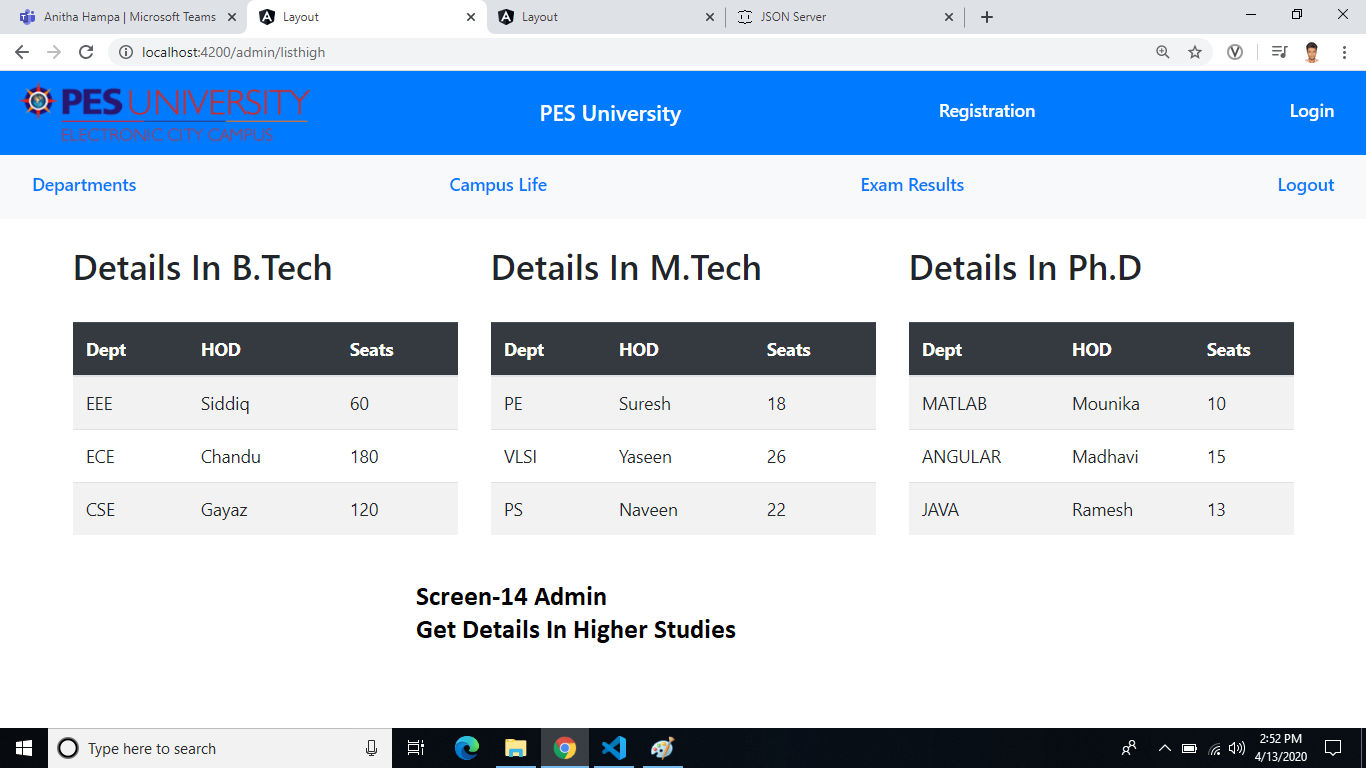 Anitha Hampa | Microsoft Teams
Layout
Layout
JSON Server
localhost:4200/admin/listhigh
PES UNIVERSITY
ELECTRONIC CITY CAMPUS
PES University
Registration
Login
Departments
Campus Life
Exam Results
Logout
Details In B.Tech
Dept HOD Seats
EEE Siddiq 60
ECE Chandu 180
CSE Gayaz 120
Details In M.Tech
Dept HOD Seats
PE Suresh 18
VLSI Yaseen 26
PS Naveen 22
Details In Ph.D
Dept HOD Seats
MATLAB Mounika 10
ANGULAR Madhavi 15
JAVA Ramesh 13
Screen-14 Admin
Get Details In Higher Studies
Type here to search
2:52 PM
4/13/2020